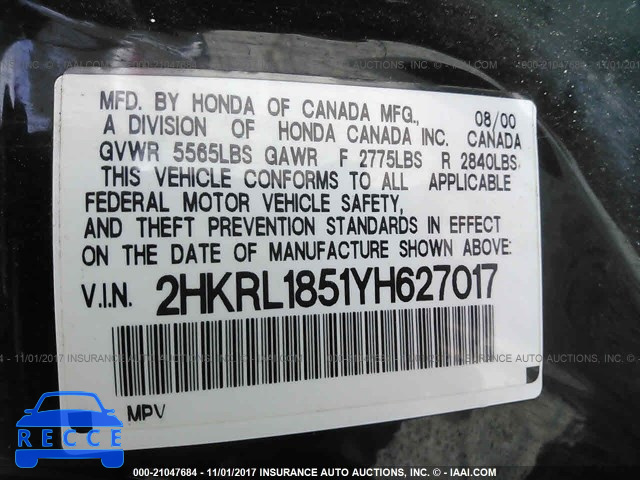 MFD. BY HONDA OF CANADA MFG., 08/00
A DIVISION OF HONDA CANADA INC. CANADA
GVWR 5565LBS GAWR F 2775LBS R 2840LBS
THIS VEHICLE CONFORMS TO ALL APPLICABLE
FEDERAL MOTOR VEHICLE SAFETY,
AND THEFT PREVENTION STANDARDS IN EFFECT
ON THE DATE OF MANUFACTURE SHOWN ABOVE:
V.I.N. 2HKRL1851YH627017
MPV
RECCE
000-21047684 - 11/01/2017 INSURANCE AUTO AUCTIONS, INC. - © IAAI.COM